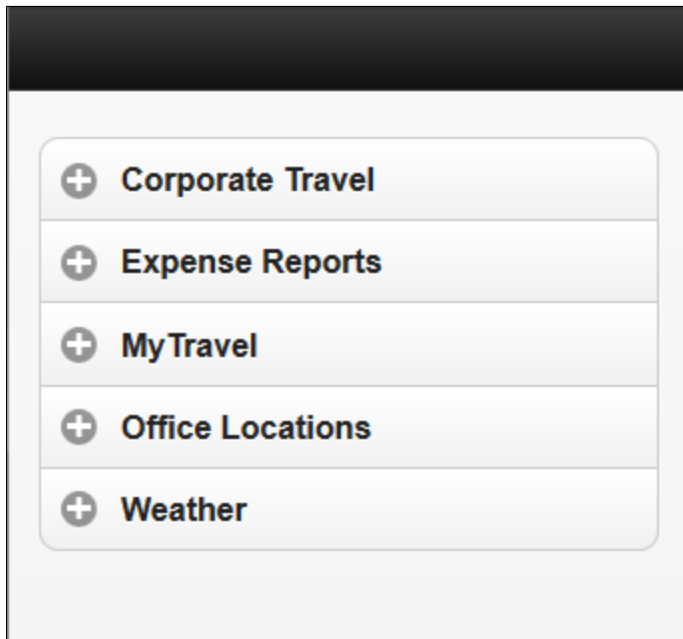 Corporate Travel
Expense Reports
MyTravel
Office Locations
Weather